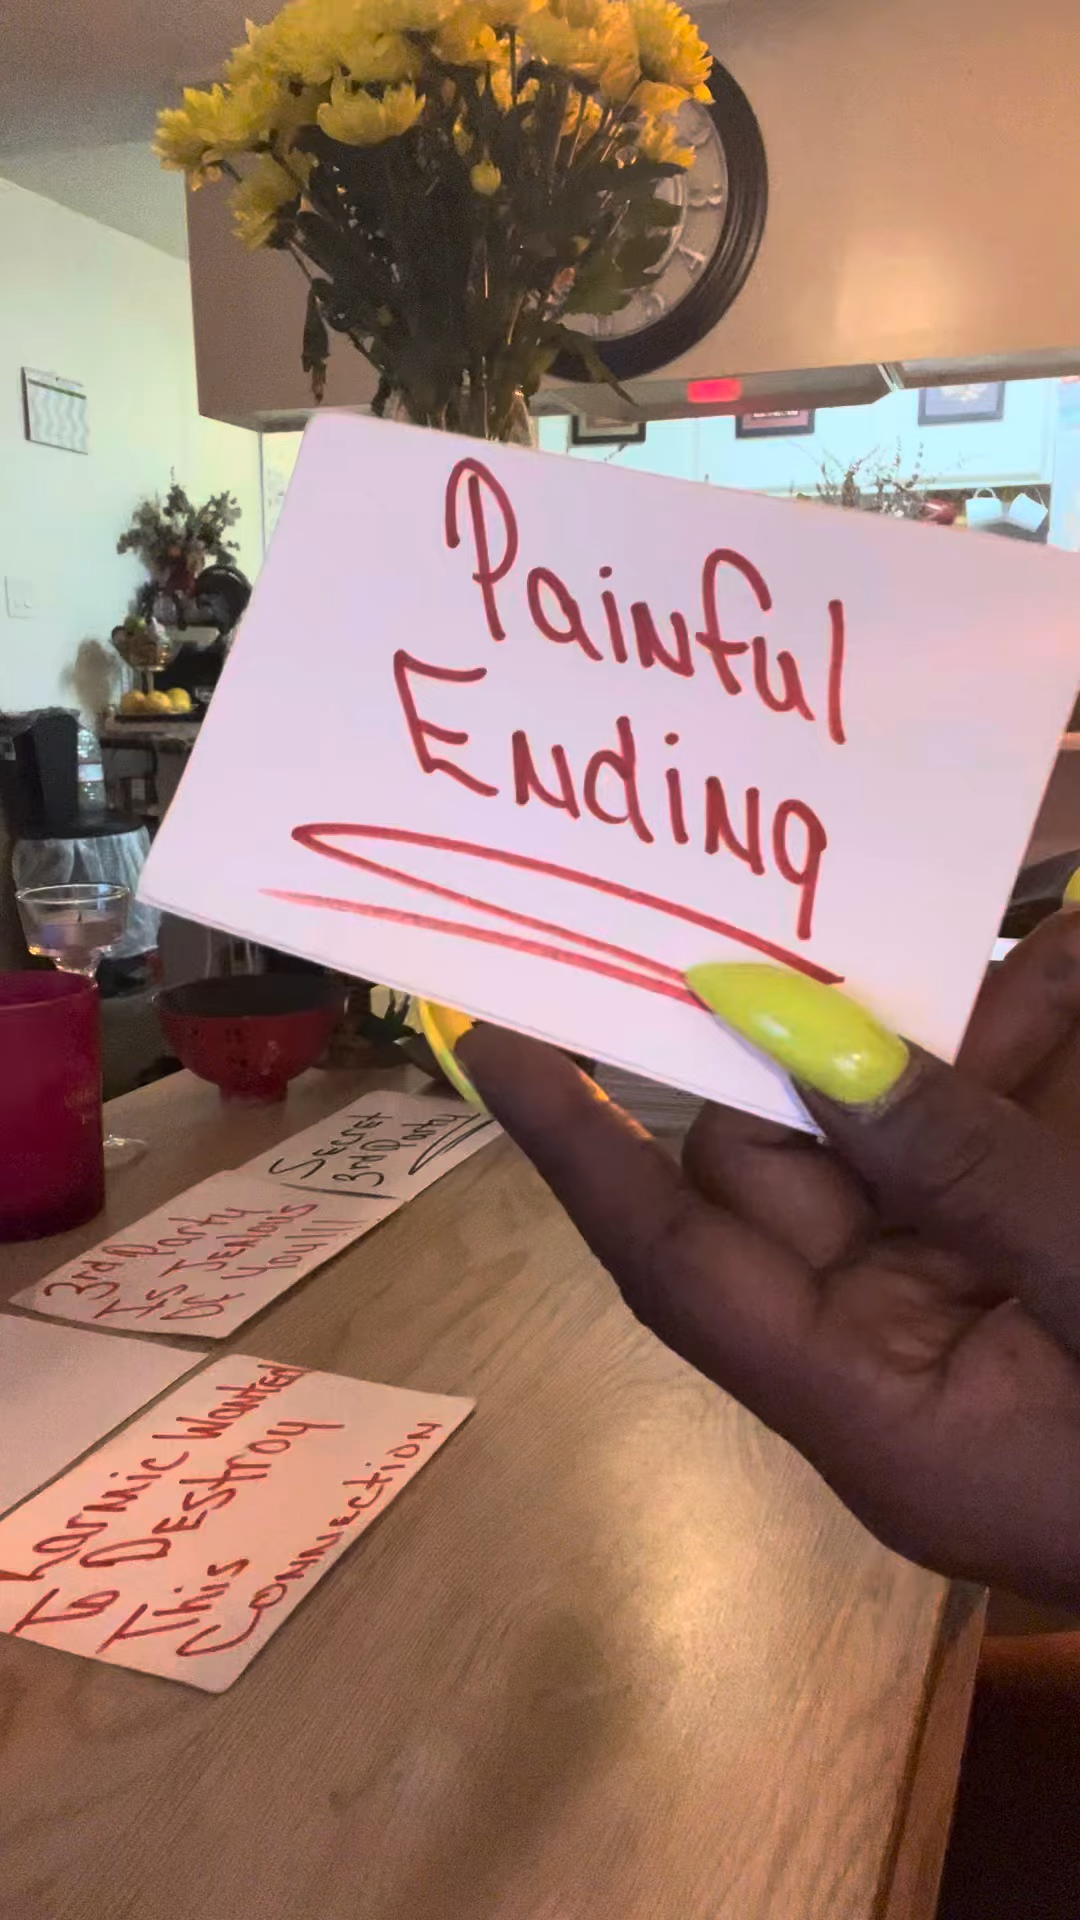 Painful
Ending
Secret
3rd Party
3rd Party
Is Jealous
Of You!!!
Karmic Wanted
To Destroy
This
Connection